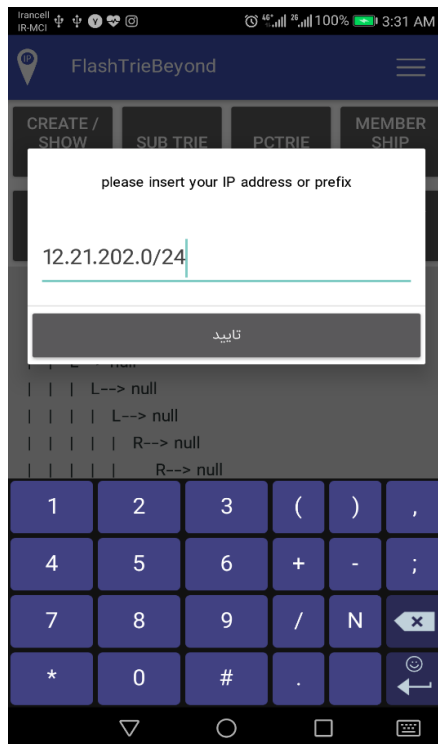 Irancell
IR-MCI
46+ 26 100% 3:31 AM
IP
FlashTrieBeyond
CREATE /
SHOW
SUB TRIE
PCTRIE
MEMBER
SHIP
please insert your IP address or prefix
12.21.202.0/24
تایید
| | | L--> null
| | | | L--> null
| | | | | R--> null
| | | | | R--> null
1 2 3 ( ) ,
4 5 6 + - ;
7 8 9 / N
* 0 # .